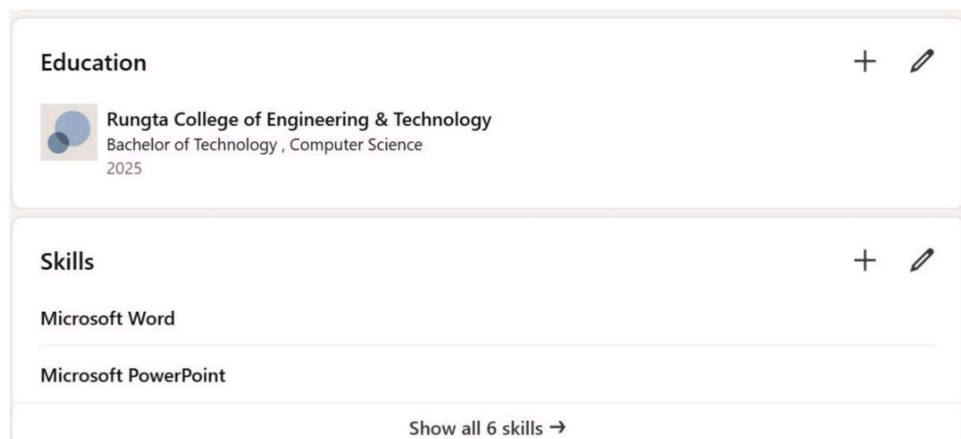 Education
Rungta College of Engineering & Technology
Bachelor of Technology , Computer Science
2025
Skills
Microsoft Word
Microsoft PowerPoint
Show all 6 skills →